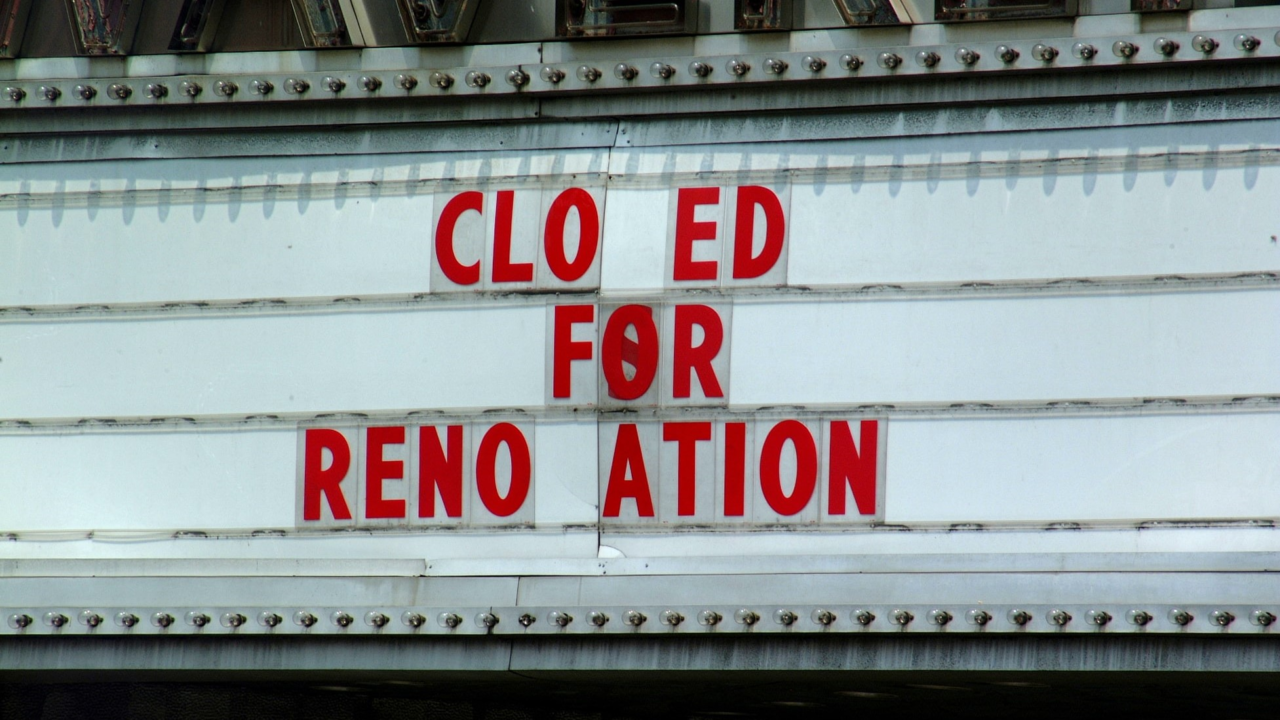 CLO ED
FOR
RENO ATION